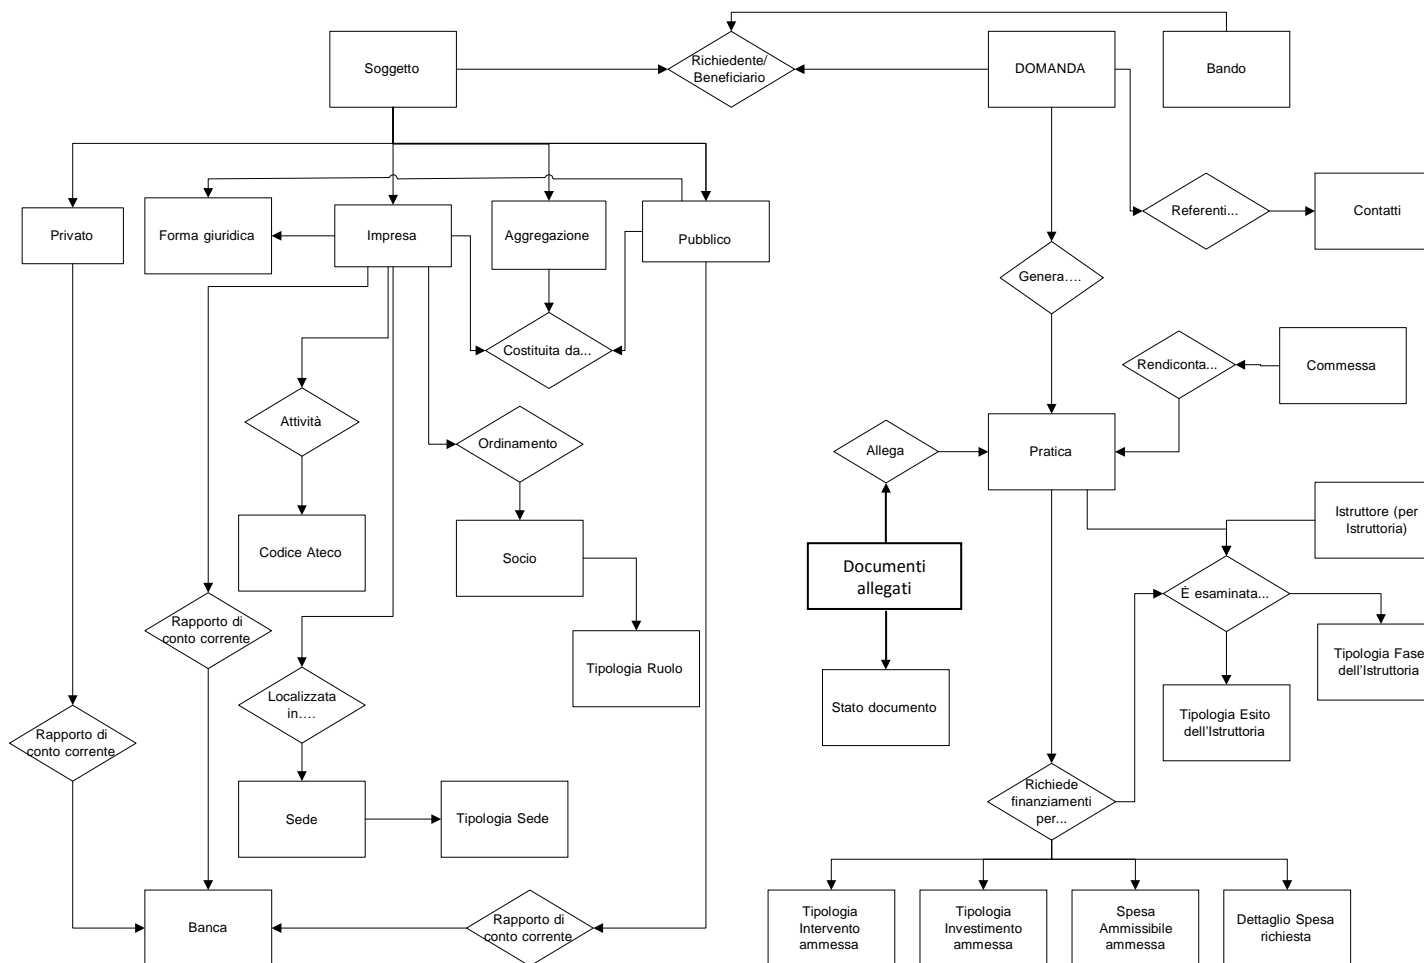 Soggetto
Richiedente/
Beneficiario
DOMANDA
Bando
Privato
Forma giuridica
Impresa
Aggregazione
Pubblico
Referenti...
Contatti
Genera....
Costituita da...
Rendiconta...
Commessa
Attività
Ordinamento
Allega
Pratica
Codice Ateco
Socio
Istruttore (per
Istruttoria)
Documenti
allegati
È esaminata...
Rapporto di
conto corrente
Tipologia Ruolo
Tipologia Fase
dell'Istruttoria
Localizzata
in....
Stato documento
Tipologia Esito
dell'Istruttoria
Rapporto di
conto corrente
Richiede
finanziamenti
per...
Sede
Tipologia Sede
Banca
Rapporto di
conto corrente
Tipologia
Intervento
ammessa
Tipologia
Investimento
ammessa
Spesa
Ammissibile
ammessa
Dettaglio Spesa
richiesta